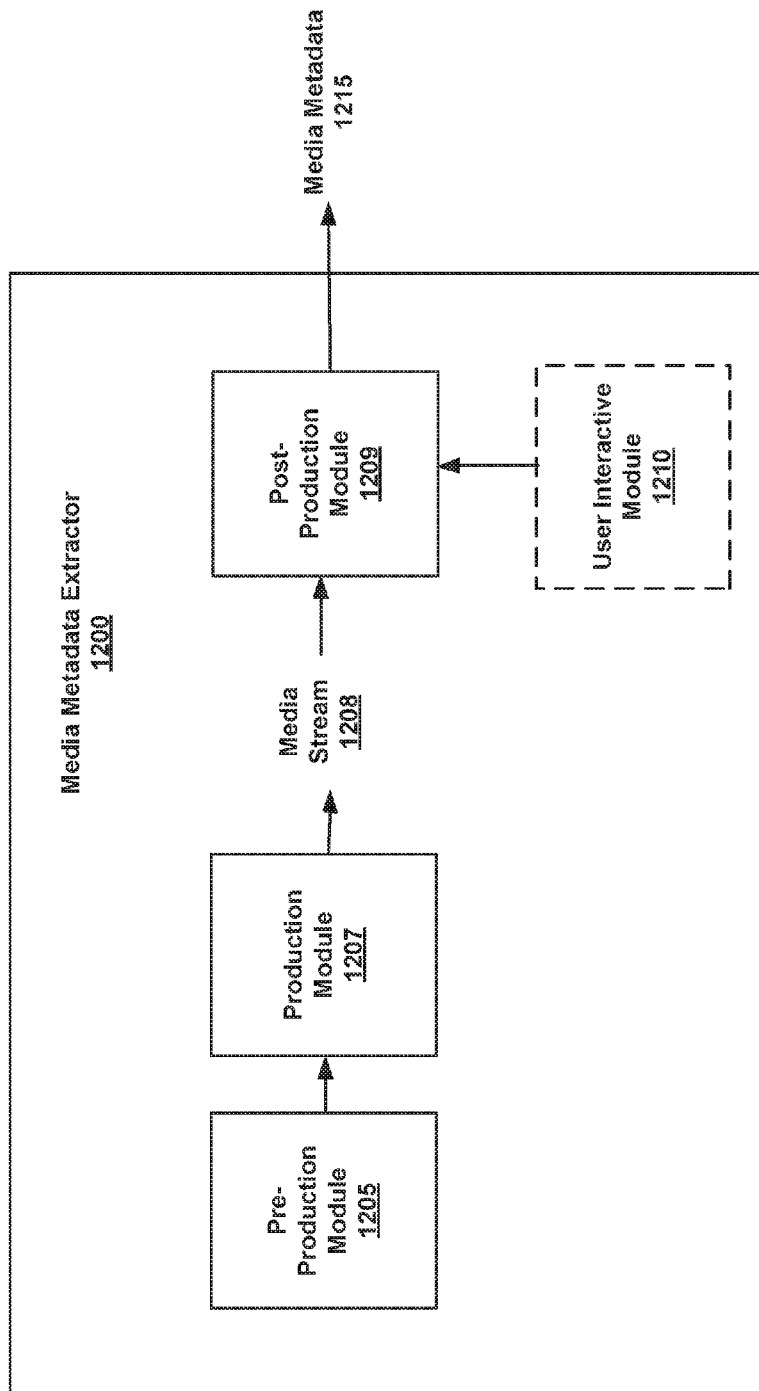 Media Metadata Extractor
1200
Pre-
Production
Module
1205
Production
Module
1207
Media
Stream
1208
Post-
Production
Module
1209
User Interactive
Module
1210
Media Metadata
1215